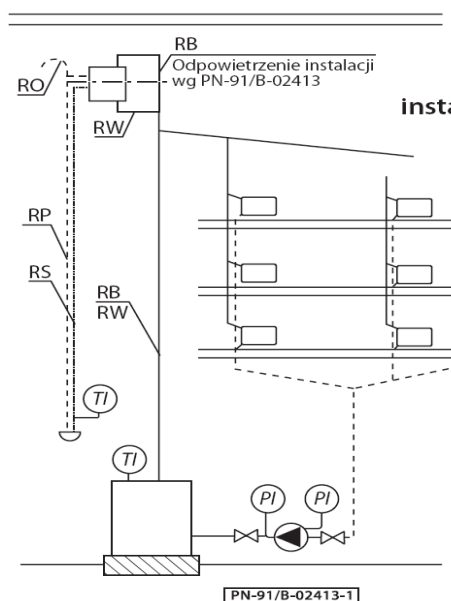 RB
Odpowietrzenie instalacji
wg PN-91/B-02413
RO
RW
insta
RP
RS
RB
RW
TI
TI
PI
PI
PN-91/B-02413-1